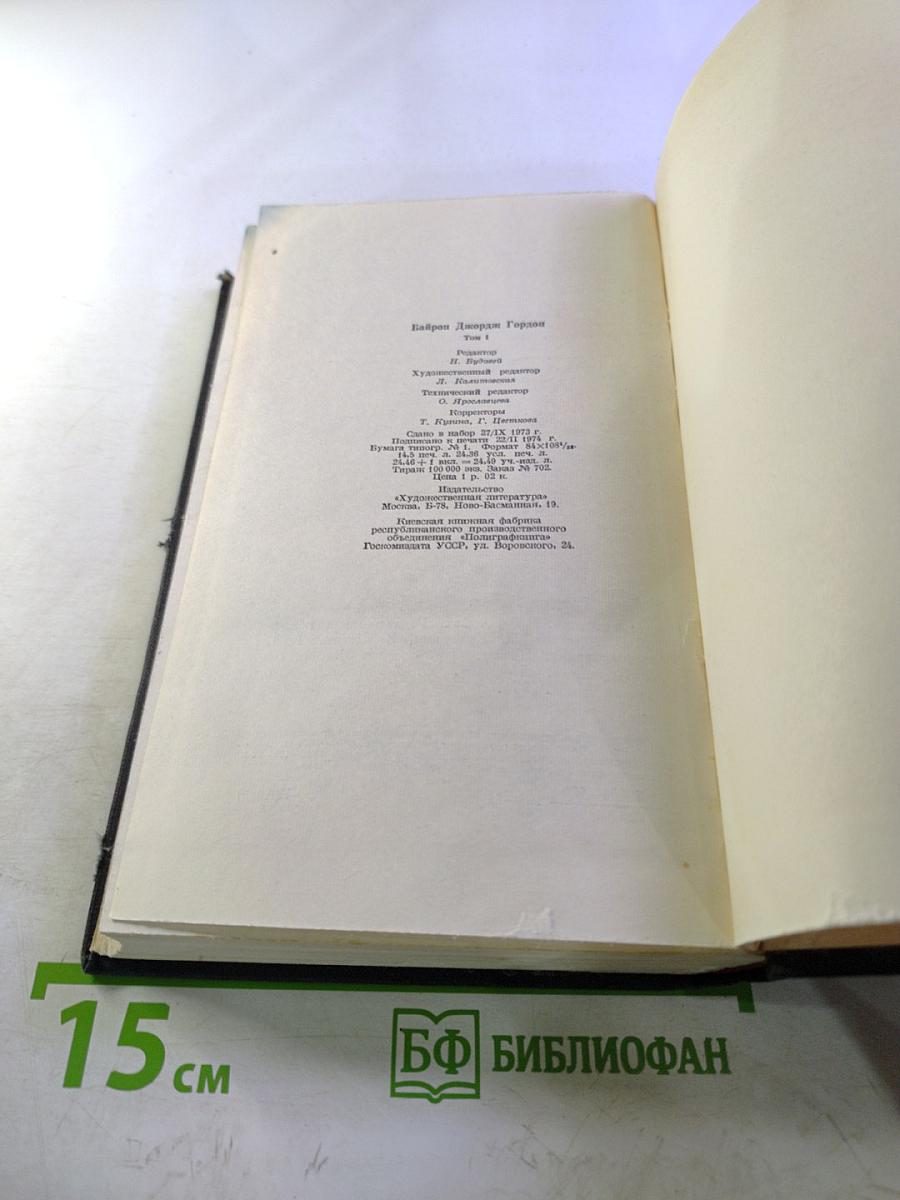 Байрон Джордж Гордон
Том 1
Редактор
Н. Будавей
Художественный редактор
Л. Калитовская
Технический редактор
О. Ярославцева
Корректоры
Т. Кузина, Г. Цветкова
Сдано в набор 27/IX 1973 г.
Подписано к печати 22/II 1974 г.
Бумага типогр. № 1. Формат 84×108¹/₃₂.
14,5 печ. л. 24,36 усл. печ. л.
24,46 + 1 вкл. = 24,49 уч.-изд. л.
Тираж 100 000 экз. Заказ № 702.
Цена 1 р. 02 к.
Издательство
«Художественная литература»
Москва, Б-78, Ново-Басманная, 19.
Киевская книжная фабрика
республиканского производственного
объединения «Полиграфкнига»
Госкомиздата УССР, ул. Воровского, 24.
15 см
БФ БИБЛИОФАН